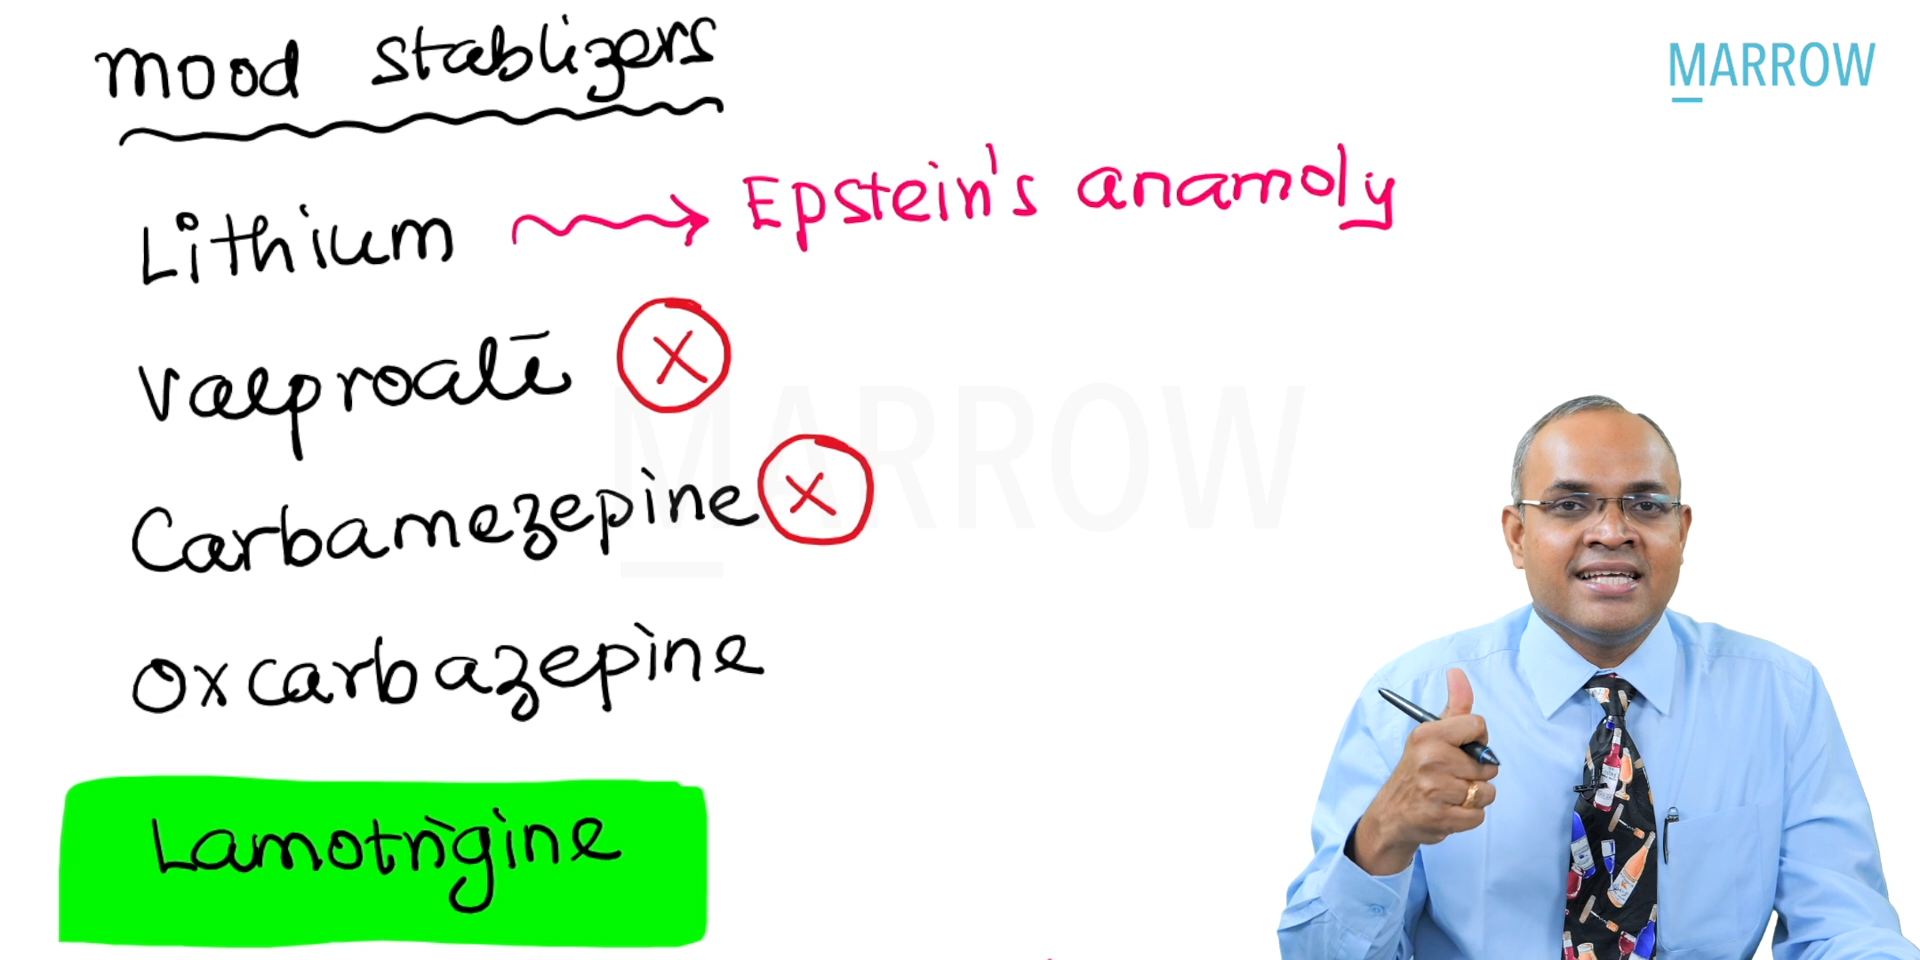 mood stablizers
MARROW
Lithium → Epstein's anamoly
Valproate X
MARROW
Carbamezepine X
Oxcarbazepine
Lamotrigine